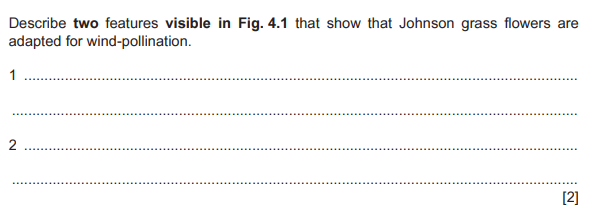 Describe two features visible in Fig. 4.1 that show that Johnson grass flowers are
adapted for wind-pollination.
1 ..........................................................................................................................................
..............................................................................................................................................
2 ..........................................................................................................................................
..............................................................................................................................................
[2]